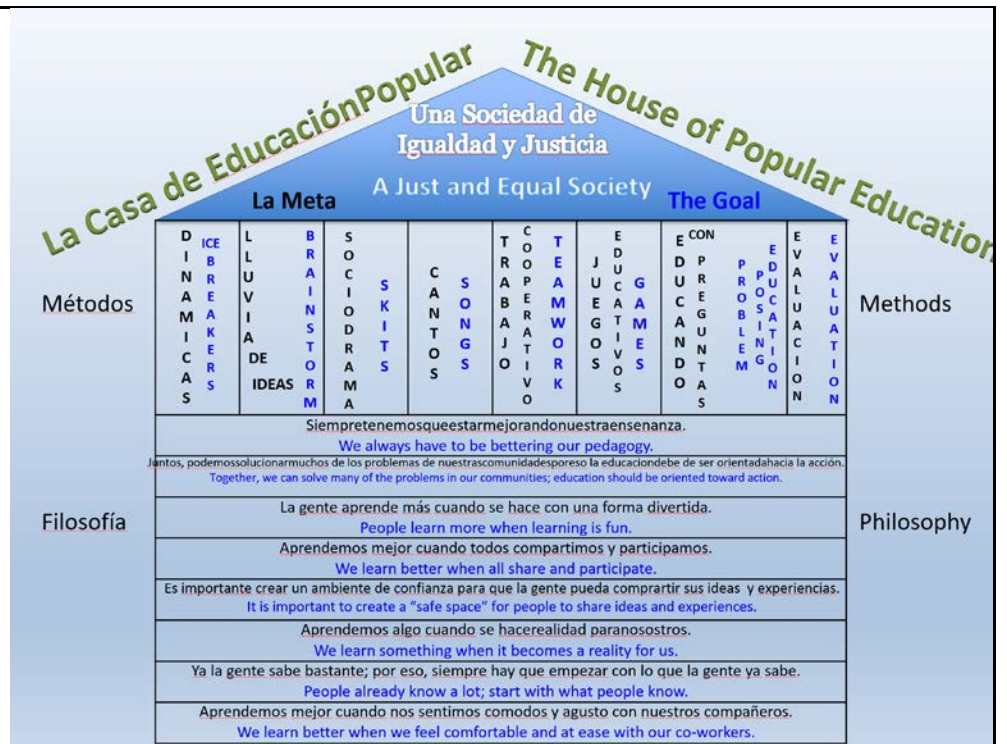 La Casa de EducaciónPopular
The House of Popular Education
Una Sociedad de
Igualdad y Justicia
A Just and Equal Society
La Meta
The Goal
Métodos
DINAMICAS
ICE BREAKERS
LLUVIA DE IDEAS
BRAINSTORM
SOCIODRAMA
SKITS
CANTOS
SONGS
TRABAJO
COOPERATIVO
TEAMWORK
JUEGOS
EDUCATIVOS
GAMES
EDUCANDO
CON PREGUNTAS
PROBLEM
POSING
EDUCATION
EVALUACION
EVALUATION
Methods
Siempretenemosqueestarmejorandonuestraensenanza.
We always have to be bettering our pedagogy.
Juntos, podemossolucionarmuchos de los problemas de nuestrascomunidadesporeso la educaciondebe de ser orientadahacia la acción.
Together, we can solve many of the problems in our communities; education should be oriented toward action.
Filosofía
La gente aprende más cuando se hace con una forma divertida.
People learn more when learning is fun.
Philosophy
Aprendemos mejor cuando todos compartimos y participamos.
We learn better when all share and participate.
Es importante crear un ambiente de confianza para que la gente pueda comprartir sus ideas y experiencias.
It is important to create a “safe space” for people to share ideas and experiences.
Aprendemos algo cuando se hacerealidad paranosostros.
We learn something when it becomes a reality for us.
Ya la gente sabe bastante; por eso, siempre hay que empezar con lo que la gente ya sabe.
People already know a lot; start with what people know.
Aprendemos mejor cuando nos sentimos comodos y agusto con nuestros compañeros.
We learn better when we feel comfortable and at ease with our co-workers.